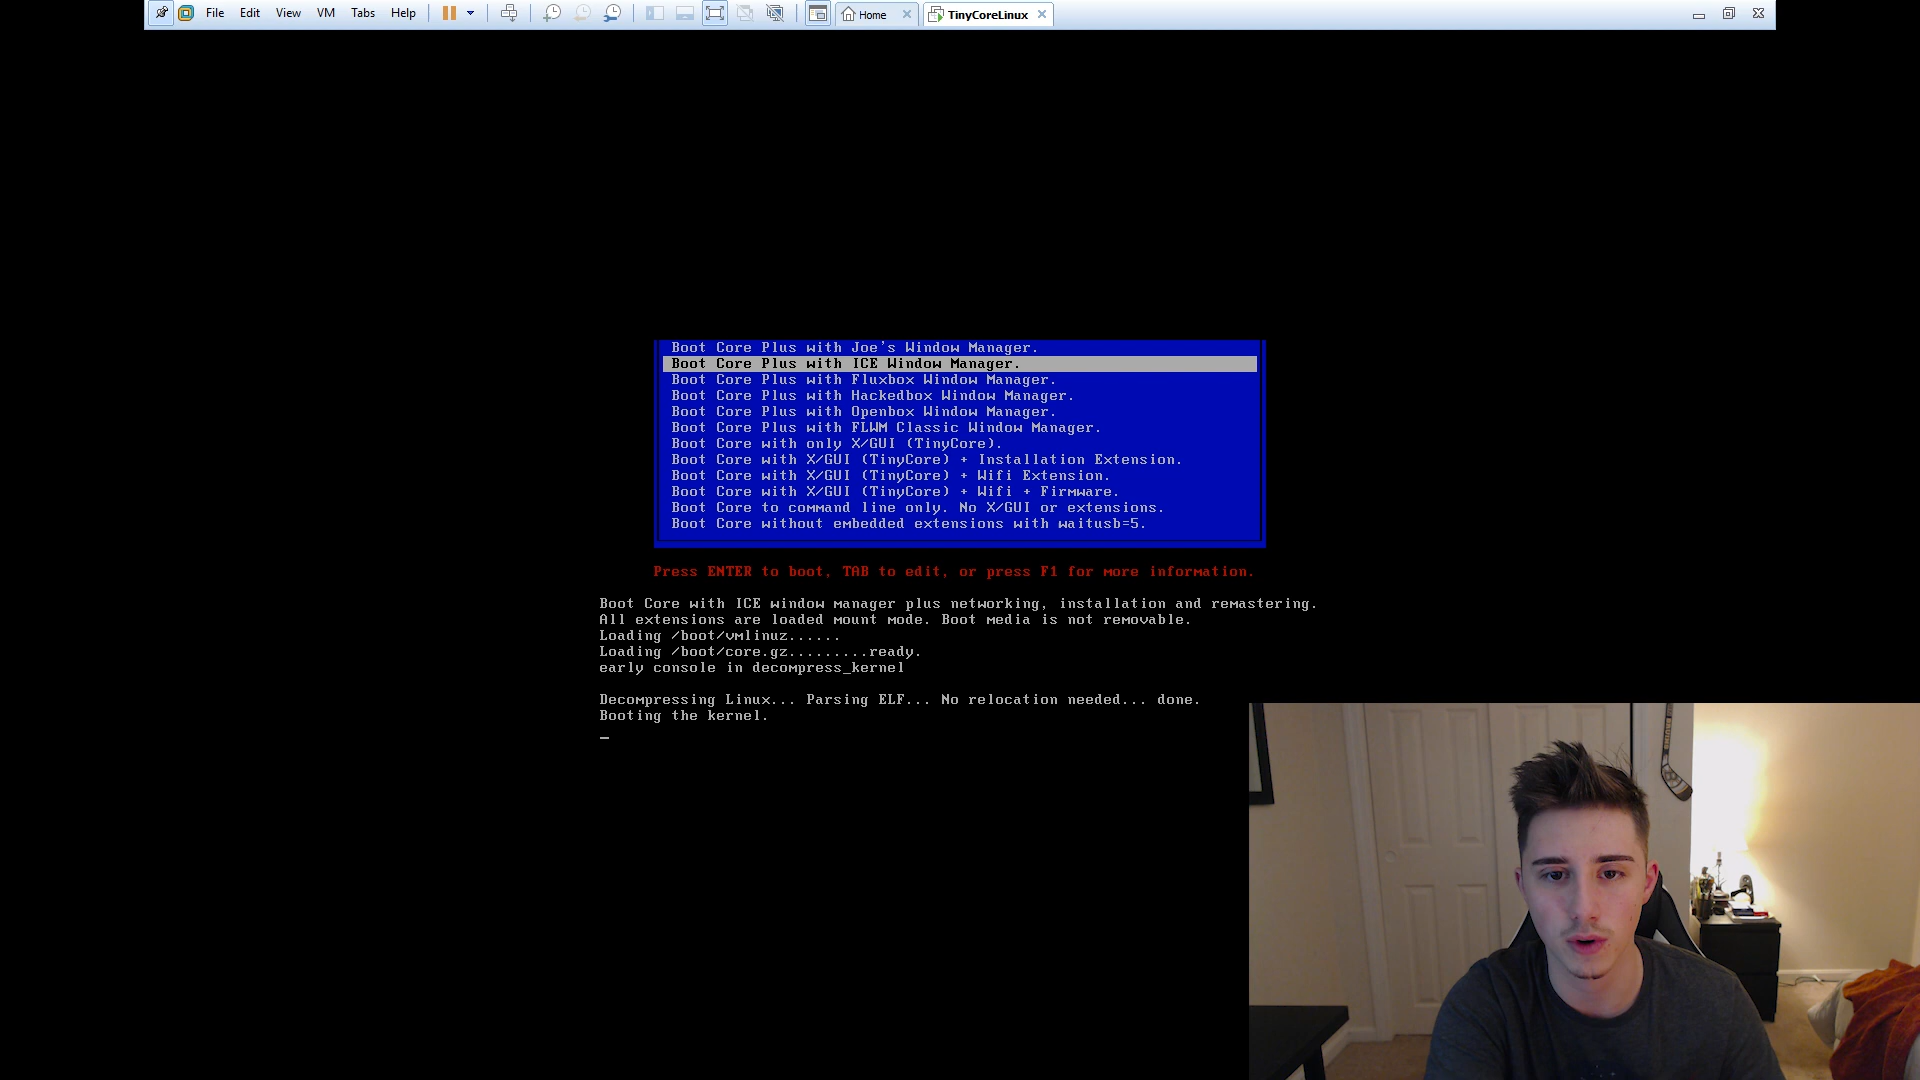 File Edit View VM Tabs Help Home TinyCoreLinux
Boot Core Plus with Joe's Window Manager.
Boot Core Plus with ICE Window Manager.
Boot Core Plus with Fluxbox Window Manager.
Boot Core Plus with Hackedbox Window Manager.
Boot Core Plus with Openbox Window Manager.
Boot Core Plus with FLWM Classic Window Manager.
Boot Core with only X/GUI (TinyCore).
Boot Core with X/GUI (TinyCore) + Installation Extension.
Boot Core with X/GUI (TinyCore) + Wifi Extension.
Boot Core with X/GUI (TinyCore) + Wifi + Firmware.
Boot Core to command line only. No X/GUI or extensions.
Boot Core without embedded extensions with waitusb=5.
Press ENTER to boot, TAB to edit, or press F1 for more information.
Boot Core with ICE window manager plus networking, installation and remastering.
All extensions are loaded mount mode. Boot media is not removable.
Loading /boot/vmlinuz......
Loading /boot/core.gz.........ready.
early console in decompress_kernel
Decompressing Linux... Parsing ELF... No relocation needed... done.
Booting the kernel.
_